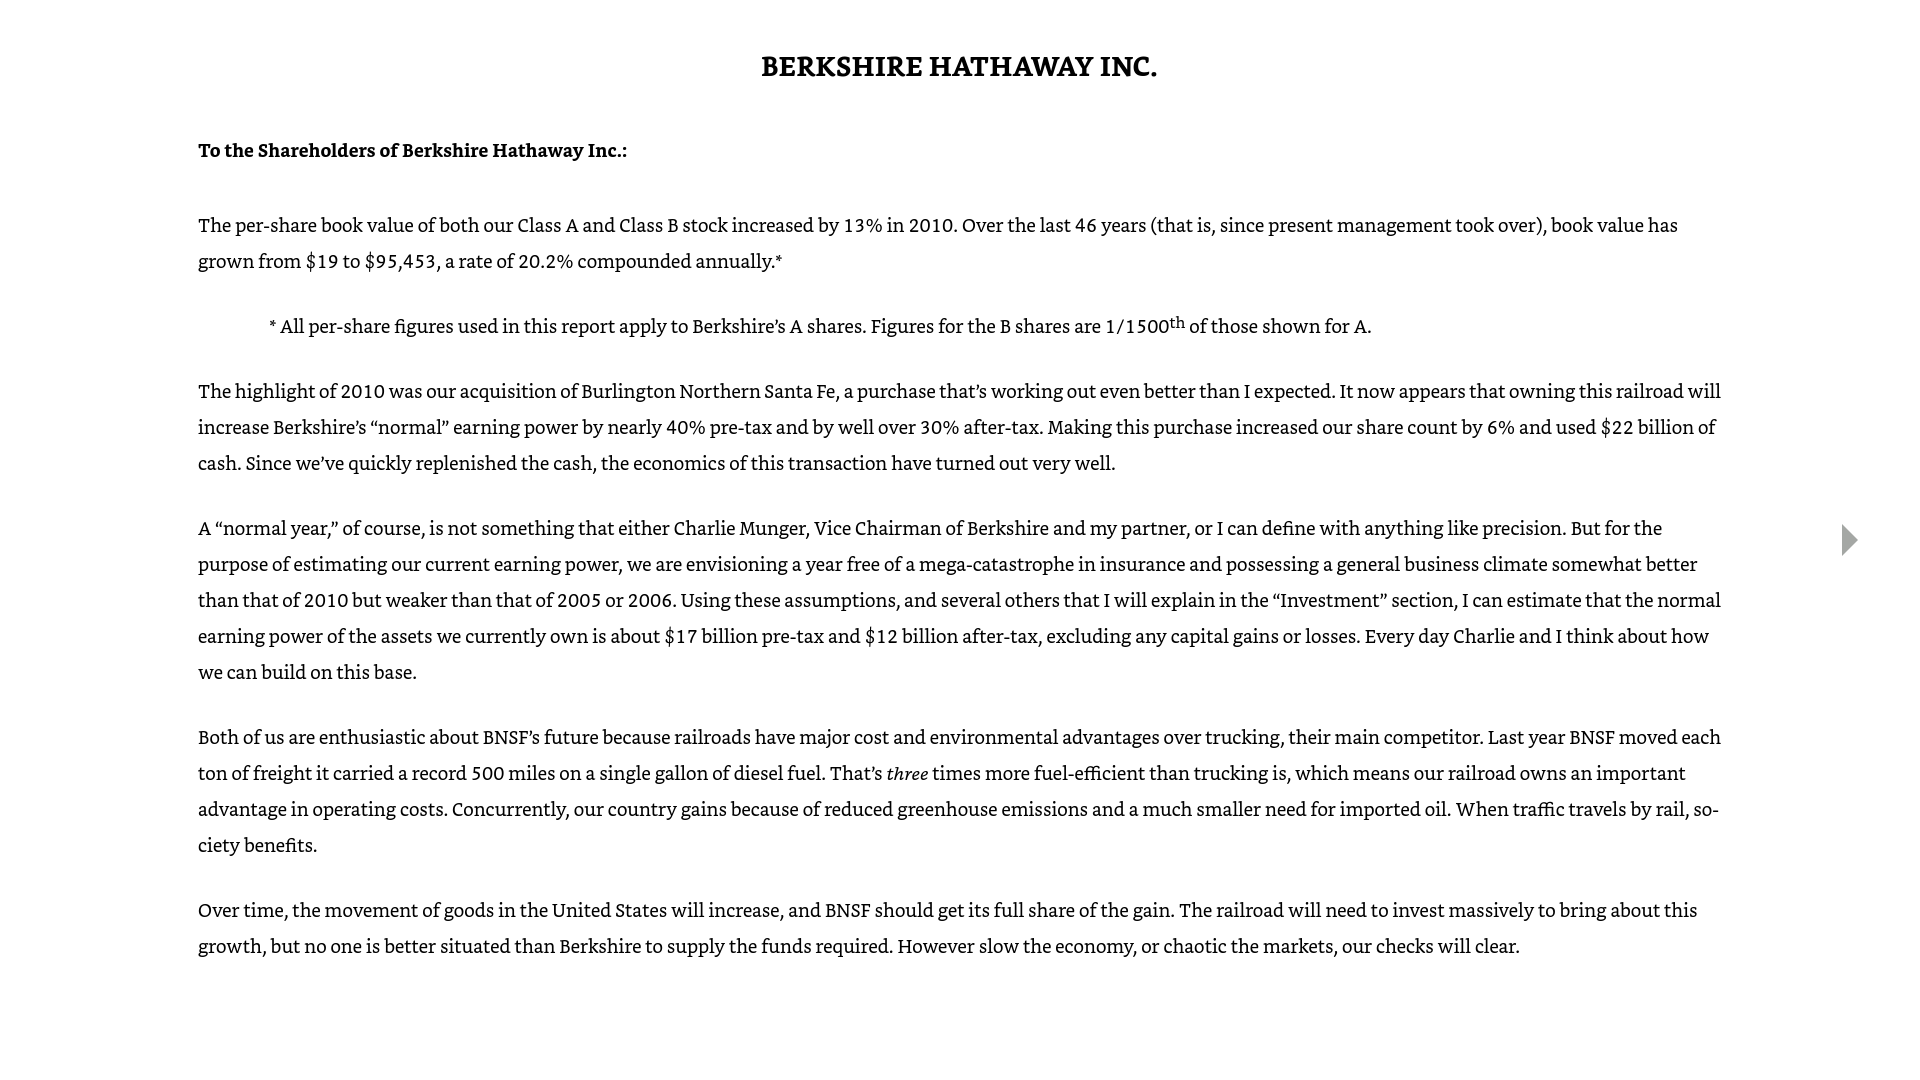 BERKSHIRE HATHAWAY INC.
To the Shareholders of Berkshire Hathaway Inc.:
The per-share book value of both our Class A and Class B stock increased by 13% in 2010. Over the last 46 years (that is, since present management took over), book value has
grown from $19 to $95,453, a rate of 20.2% compounded annually.*
* All per-share figures used in this report apply to Berkshire’s A shares. Figures for the B shares are 1/1500th of those shown for A.
The highlight of 2010 was our acquisition of Burlington Northern Santa Fe, a purchase that’s working out even better than I expected. It now appears that owning this railroad will
increase Berkshire’s “normal” earning power by nearly 40% pre-tax and by well over 30% after-tax. Making this purchase increased our share count by 6% and used $22 billion of
cash. Since we’ve quickly replenished the cash, the economics of this transaction have turned out very well.
A “normal year,” of course, is not something that either Charlie Munger, Vice Chairman of Berkshire and my partner, or I can define with anything like precision. But for the
purpose of estimating our current earning power, we are envisioning a year free of a mega-catastrophe in insurance and possessing a general business climate somewhat better
than that of 2010 but weaker than that of 2005 or 2006. Using these assumptions, and several others that I will explain in the “Investment” section, I can estimate that the normal
earning power of the assets we currently own is about $17 billion pre-tax and $12 billion after-tax, excluding any capital gains or losses. Every day Charlie and I think about how
we can build on this base.
Both of us are enthusiastic about BNSF’s future because railroads have major cost and environmental advantages over trucking, their main competitor. Last year BNSF moved each
ton of freight it carried a record 500 miles on a single gallon of diesel fuel. That’s three times more fuel-efficient than trucking is, which means our railroad owns an important
advantage in operating costs. Concurrently, our country gains because of reduced greenhouse emissions and a much smaller need for imported oil. When traffic travels by rail, so-
ciety benefits.
Over time, the movement of goods in the United States will increase, and BNSF should get its full share of the gain. The railroad will need to invest massively to bring about this
growth, but no one is better situated than Berkshire to supply the funds required. However slow the economy, or chaotic the markets, our checks will clear.